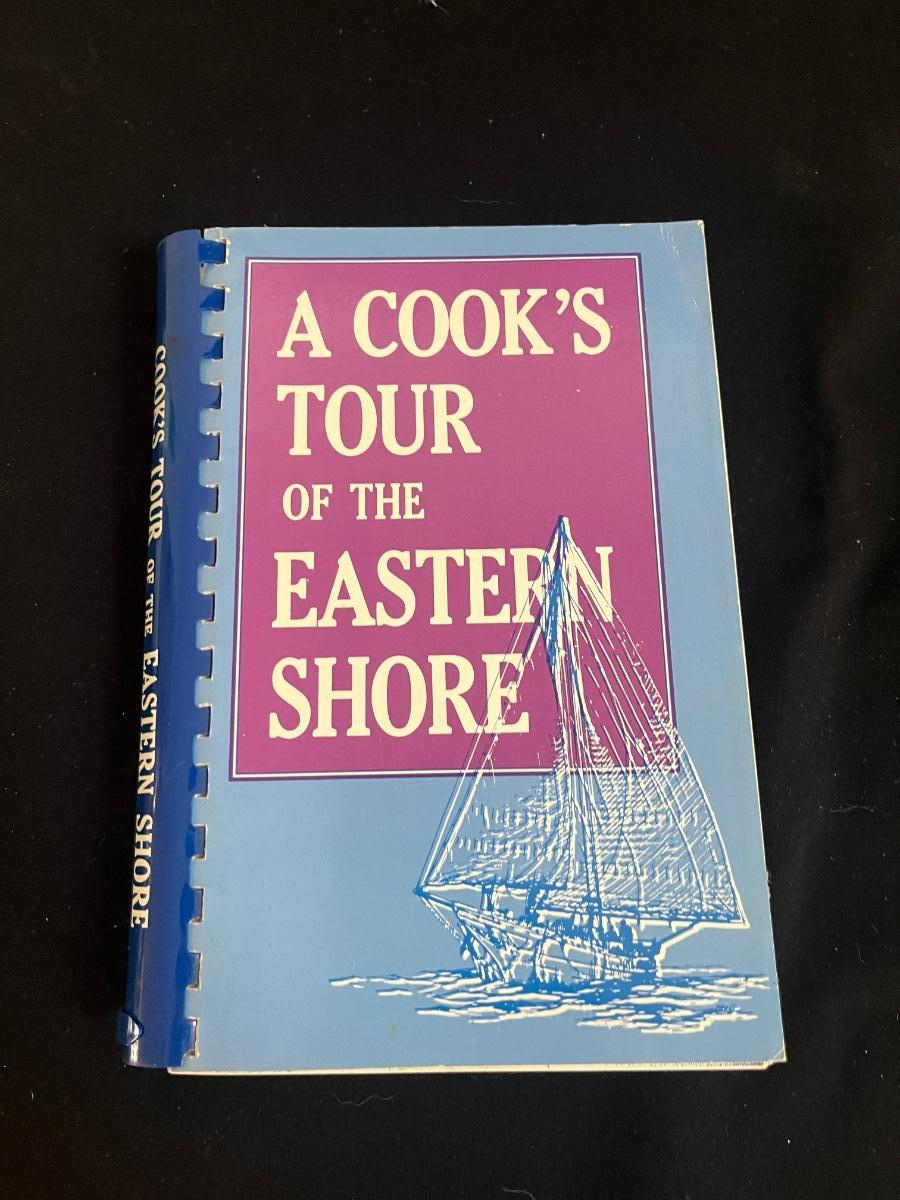 A COOK'S
TOUR
OF THE
EASTERN
SHORE
COOK'S TOUR OF THE EASTERN SHORE